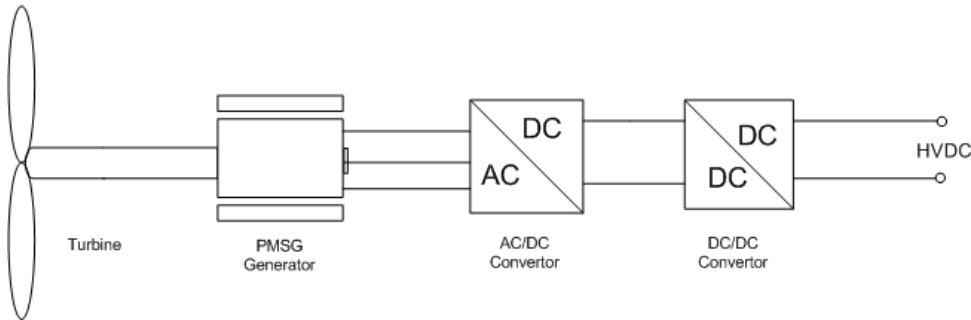 DC
AC
DC
DC
HVDC
Turbine
PMSG
Generator
AC/DC
Convertor
DC/DC
Convertor